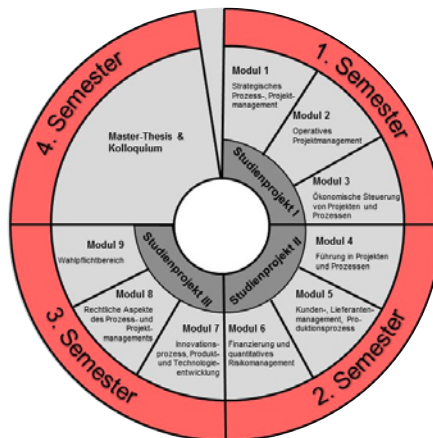 1. Semester
Modul 1
Strategisches
Prozess-, Projekt-
management
Modul 2
Operatives
Projektmanagement
Modul 3
Ökonomische Steuerung
von Projekten und
Prozessen
Studienprojekt I
2. Semester
Modul 4
Führung in Projekten
und Prozessen
Modul 5
Kunden-, Lieferanten-
management, Pro-
duktionsprozess
Modul 6
Finanzierung und
quantitatives
Risikomanagement
Studienprojekt II
3. Semester
Modul 7
Innovations-
prozess, Produkt-
und Technologie-
entwicklung
Modul 8
Rechtliche Aspekte
des Prozess- und
Projekt-
managements
Modul 9
Wahlpflichtbereich
Studienprojekt III
4. Semester
Master-Thesis &
Kolloquium